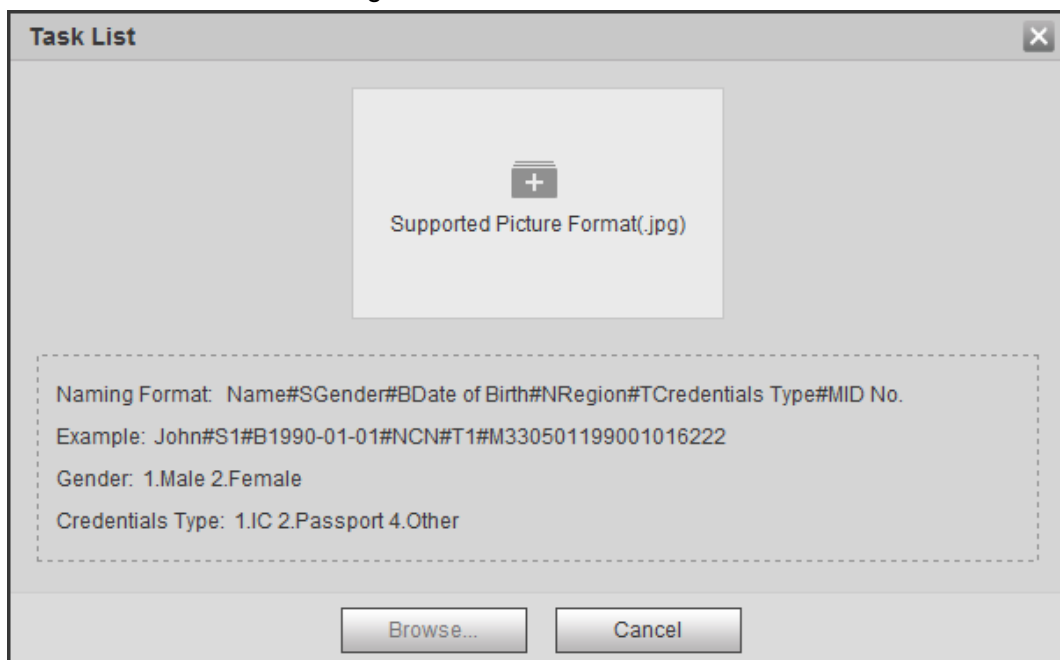 Task List
Supported Picture Format(.jpg)
Naming Format: Name#SGender#BDate of Birth#NRegion#TCredentials Type#MID No.
Example: John#S1#B1990-01-01#NCN#T1#M330501199001016222
Gender: 1.Male 2.Female
Credentials Type: 1.IC 2.Passport 4.Other
Browse... Cancel